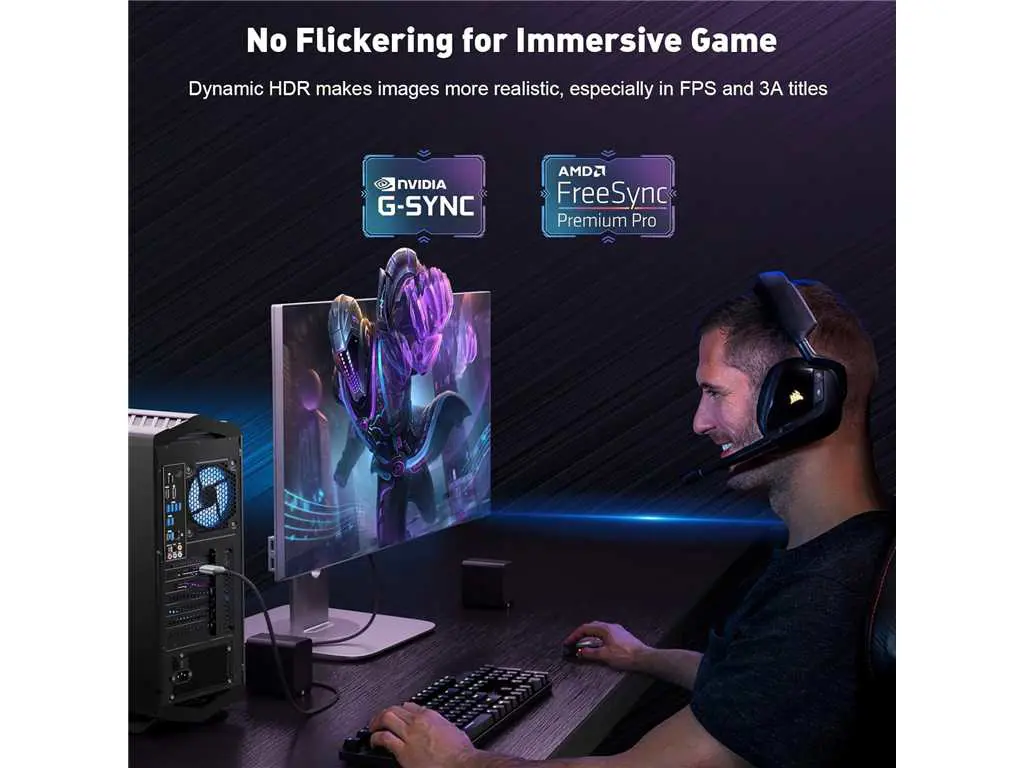 No Flickering for Immersive Game
Dynamic HDR makes images more realistic, especially in FPS and 3A titles
NVIDIA
G-SYNC
AMD
FreeSync
Premium Pro